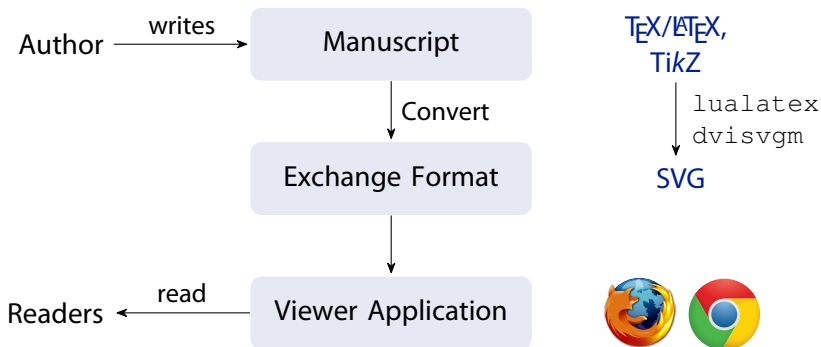 Author
writes
Manuscript
TEX/LATEX,
TikZ
Convert
lualatex
dvisvgm
Exchange Format
SVG
Readers
read
Viewer Application